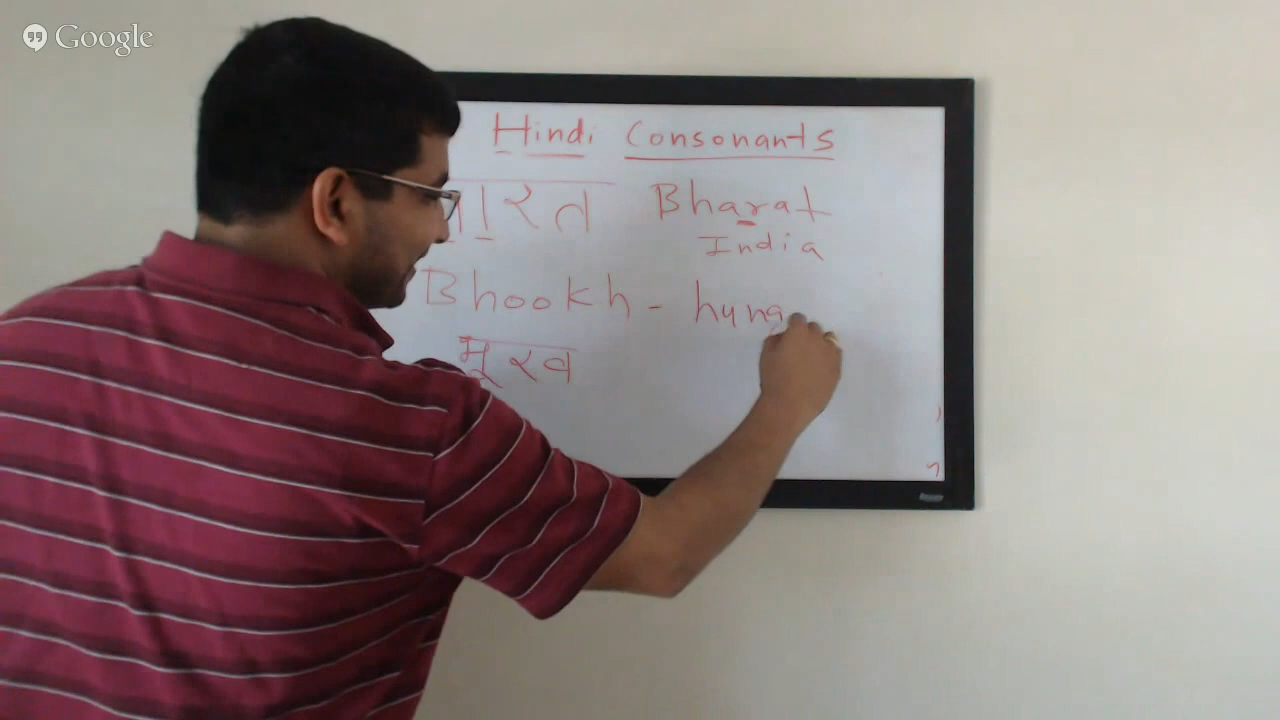 Google
Hindi Consonants
ारत Bharat
India
Bhookh - hung
भूख